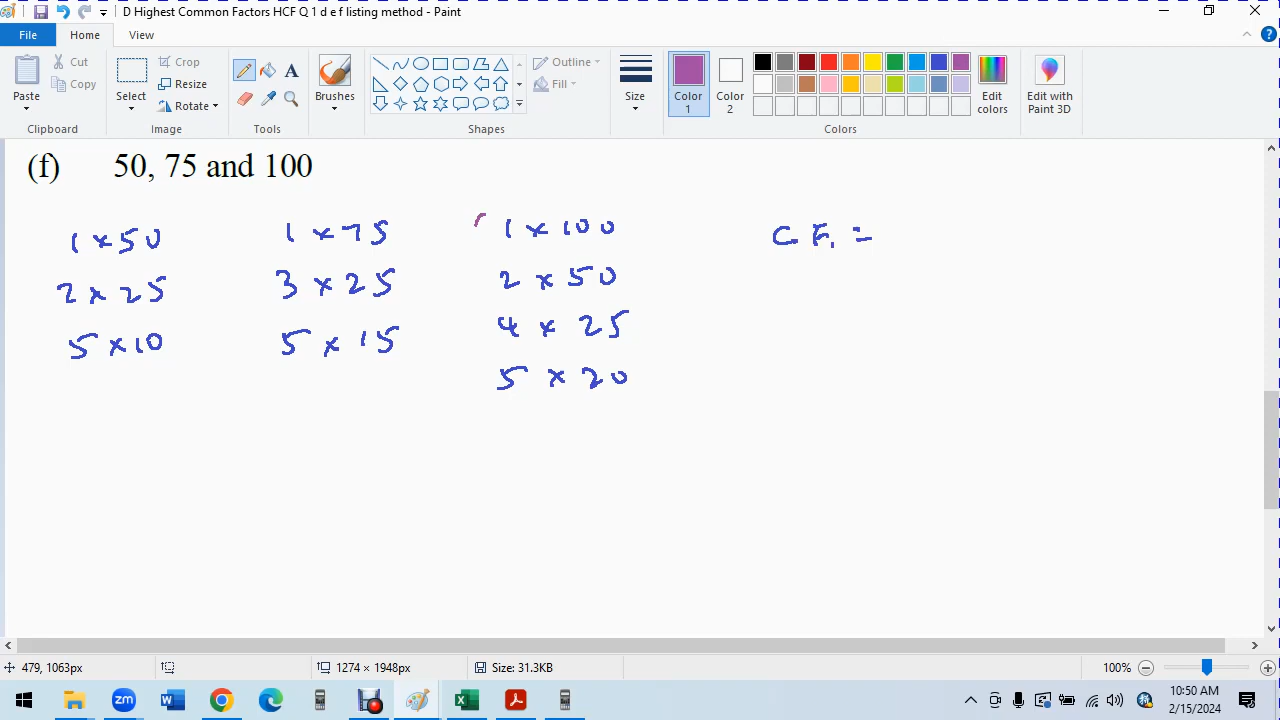 D Highest Common Factors HCF Q 1 d e f listing method - Paint
File Home View
Paste Cut Copy Clipboard
Select Crop Resize Rotate Image
A Tools
Brushes
Outline Fill Shapes
Size
Color 1 Color 2 Edit colors Edit with Paint 3D Colors
(f) 50, 75 and 100
1 × 50 1 × 75 1 × 100 C F, =
2 × 25 3 × 25 2 × 50
5 × 10 5 × 15 4 × 25
5 × 20
479, 1063px 1274 × 1948px Size: 31.3KB 100%
zm W X
10:50 AM
2/15/2024